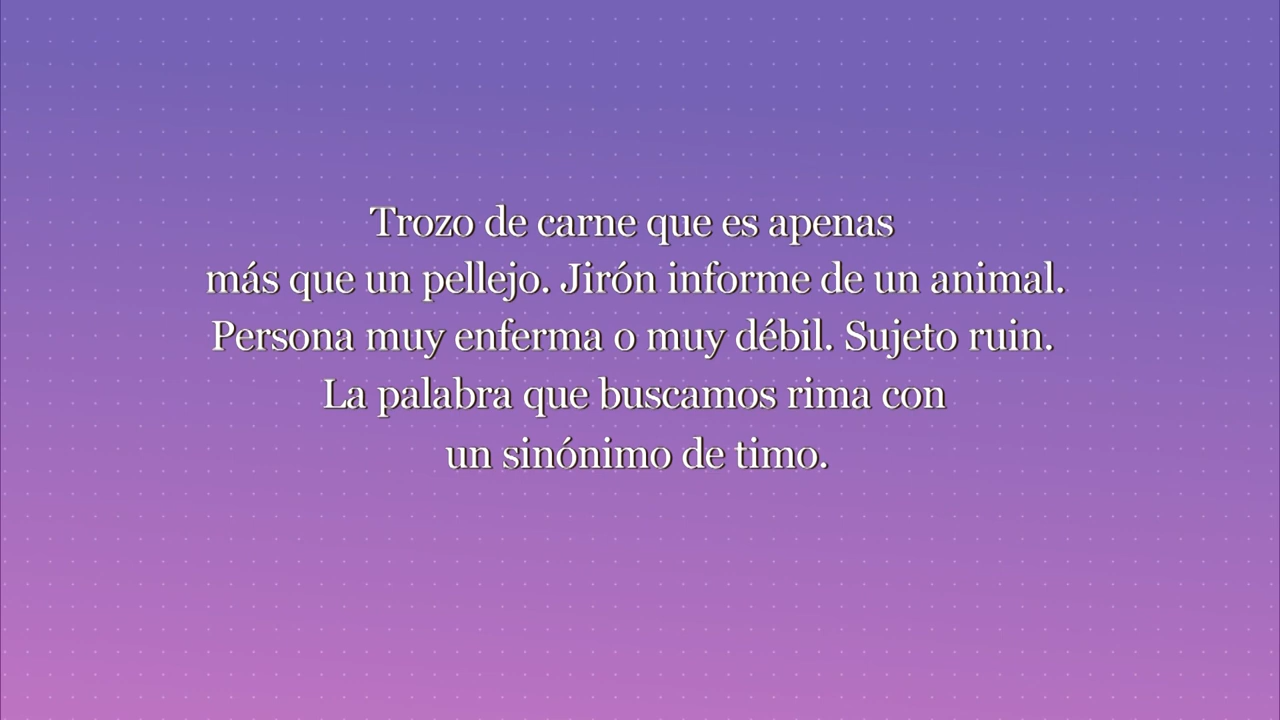 Trozo de carne que es apenas
más que un pellejo. Jirón informe de un animal.
Persona muy enferma o muy débil. Sujeto ruin.
La palabra que buscamos rima con
un sinónimo de timo.